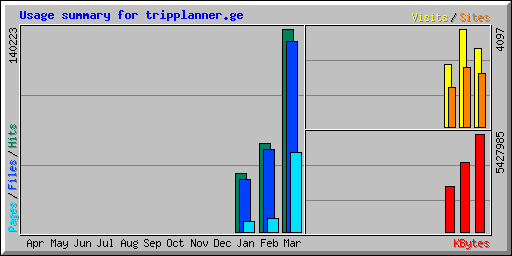 Usage summary for tripplanner.ge
Visits / Sites
140223
4097
Pages / Files / Hits
5427985
Apr May Jun Jul Aug Sep Oct Nov Dec Jan Feb Mar
KBytes